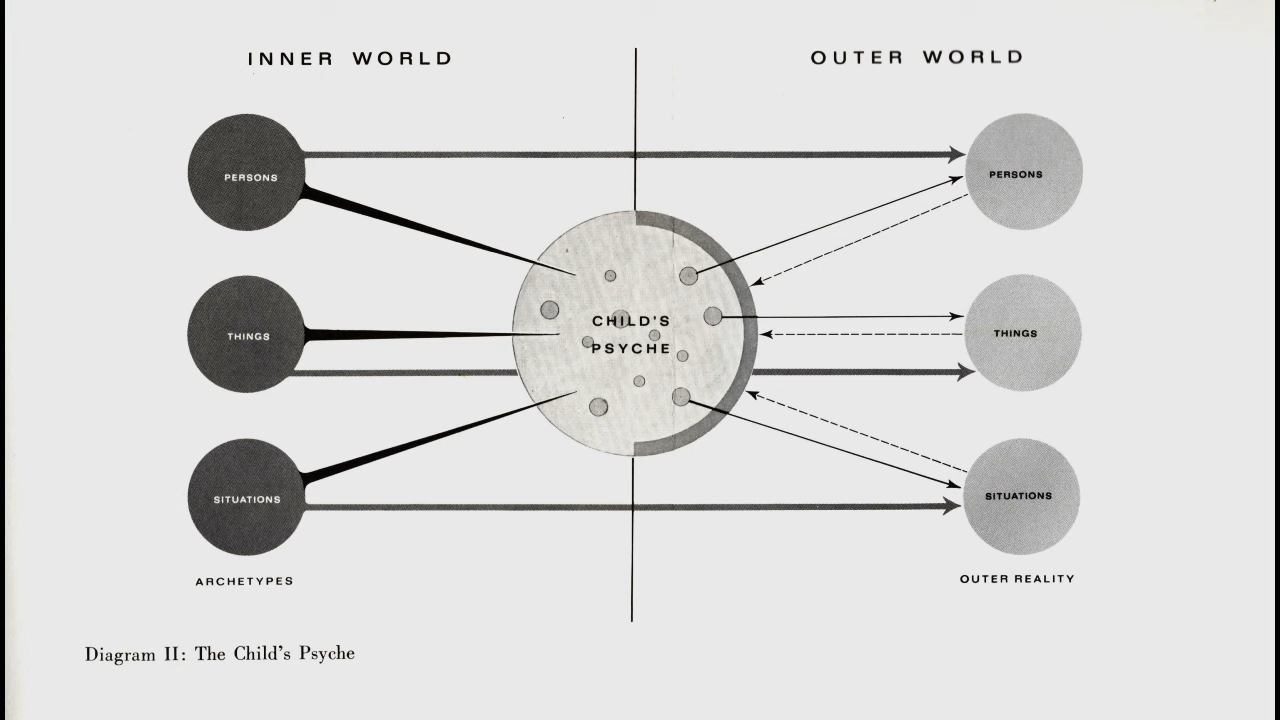 INNER WORLD
OUTER WORLD
PERSONS
PERSONS
CHILD'S
PSYCHE
THINGS
THINGS
SITUATIONS
SITUATIONS
ARCHETYPES
OUTER REALITY
Diagram II: The Child's Psyche